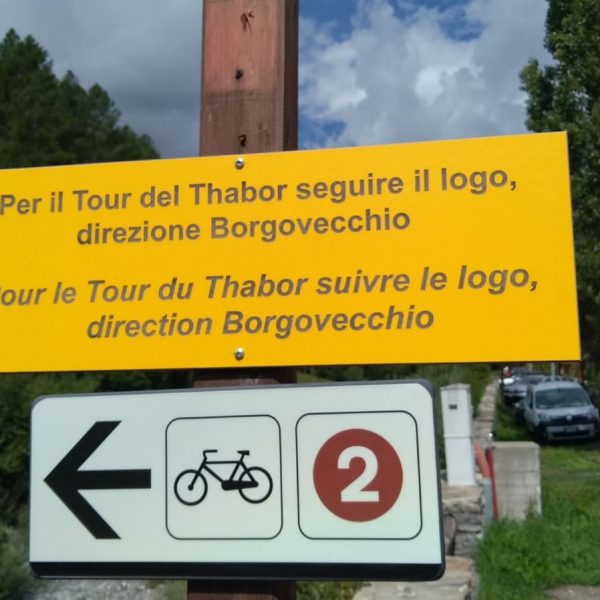 Per il Tour del Thabor seguire il logo,
direzione Borgovecchio
our le Tour du Thabor suivre le logo,
direction Borgovecchio
2